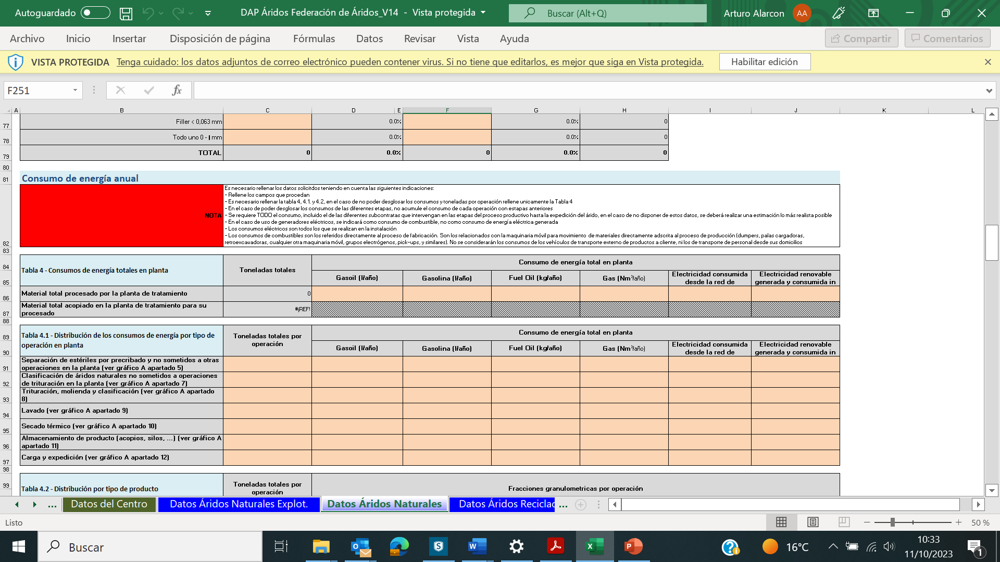 Autoguardado
DAP Áridos Federación de Áridos_V14 - Vista protegida
Buscar (Alt+Q)
Arturo Alarcon
AA
Archivo Inicio Insertar Disposición de página Fórmulas Datos Revisar Vista Ayuda
Compartir Comentarios
VISTA PROTEGIDA Tenga cuidado: los datos adjuntos de correo electrónico pueden contener virus. Si no tiene que editarlos, es mejor que siga en Vista protegida. Habilitar edición
F251
fx
A B C D E F G H I J K L
77 Filler < 0,063 mm 0.0% 0.0% 0
78 Todo uno 0 - | mm 0.0% 0.0% 0
79 TOTAL 0 0.0% 0 0.0% 0
80
81 Consumo de energía anual
Es necesario rellenar los datos solicitdos teniendo en cuenta las siguientes indicaciones:
- Rellene los campos que procedan
- Es necesario rellenar la tabla 4, 4.1. y 4.2, en el caso de no poder desglosar los consumos y toneladas por operación rellene unicamente la Tabla 4
- En el caso de poder desglosar los consumos de las diferentes etapas, no acumule el consumo de cada operación con estapas anteriores
NOTA
- Se requiere TODO el consumo, incluido el de las diferentes subcontratas que intervengan en las etapas del proceso productivo hasta la expedición del árido, en el caso de no disponer de estos datos, se deberá realizar una estimación lo más realista posible
- En el caso de uso de generadores eléctricos, se indicará como consumo de combustible, no como consumo de energía eléctrica generada
- Los consumos eléctricos son todos los que se realizan en la instalación
- Los consumos de combustibles son los referidos directamente al proceso de fabricación. Son los relacionados con la maquinaria móvil para movimiento de materiales directamente adscrita al proceso de producción (dumpers, palas cargadoras,
82 retroexcavadoras, cualquier otra maquinaria móvil, grupos electrógenos, pick-ups, y similares). No se considerarán los consumos de los vehículos de transporte externo de productos a cliente, ni los de transporte de personal desde sus domicilios
83
84 Tabla 4 - Consumos de energía totales en planta Toneladas totales Consumo de energía total en planta
85 Gasoil (l/año) Gasolina (l/año) Fuel Oil (kg/año) Gas (Nm³/año) Electricidad consumida desde la red de Electricidad renovable generada y consumida in
86 Material total procesado por la planta de tratamiento 0
87 Material total acopiado en la planta de tratamiento para su procesado #¡REF!
88
89 Tabla 4.1 - Distribución de los consumos de energía por tipo de operación en planta Toneladas totales por operación Consumo de energía total en planta
90 Gasoil (l/año) Gasolina (l/año) Fuel Oil (kg/año) Gas (Nm³/año) Electricidad consumida desde la red de Electricidad renovable generada y consumida in
91 Separación de estériles por precribado y no sometidos a otras operaciones en la planta (ver gráfico A apartado 5)
92 Clasificación de áridos naturales no sometidos a operaciones de trituración en la planta (ver gráfico A apartado 7)
93 Trituración, molienda y clasificación (ver gráfico A apartado 8)
94 Lavado (ver gráfico A apartado 9)
95 Secado térmico (ver gráfico A apartado 10)
96 Almacenamiento de producto (acopios, silos, ...) (ver gráfico A apartado 11)
97 Carga y expedición (ver gráfico A apartado 12)
98
99 Tabla 4.2 - Distribución por tipo de producto Toneladas totales por operación Fracciones granulometricas por operación
... Datos del Centro Datos Áridos Naturales Explot. Datos Áridos Naturales Datos Áridos Reciclac ...
Listo
50 %
Buscar
16°C
10:33
11/10/2023
1